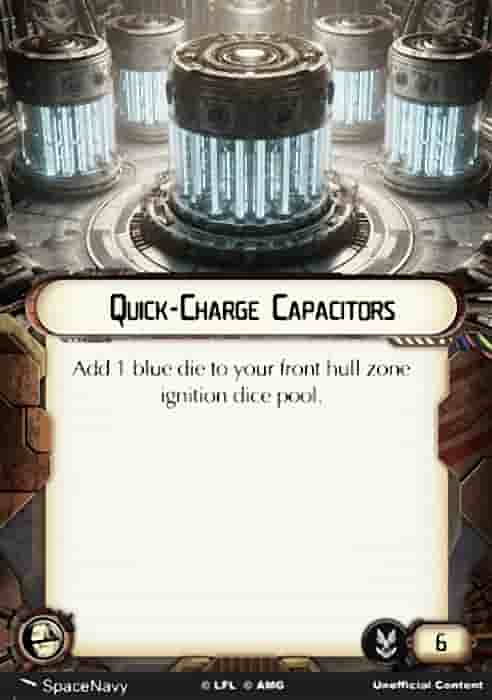 Quick-Charge Capacitors
Add 1 blue die to your front hull zone
ignition dice pool.
6
SpaceNavy
© LFL © AMG
Unofficial Content